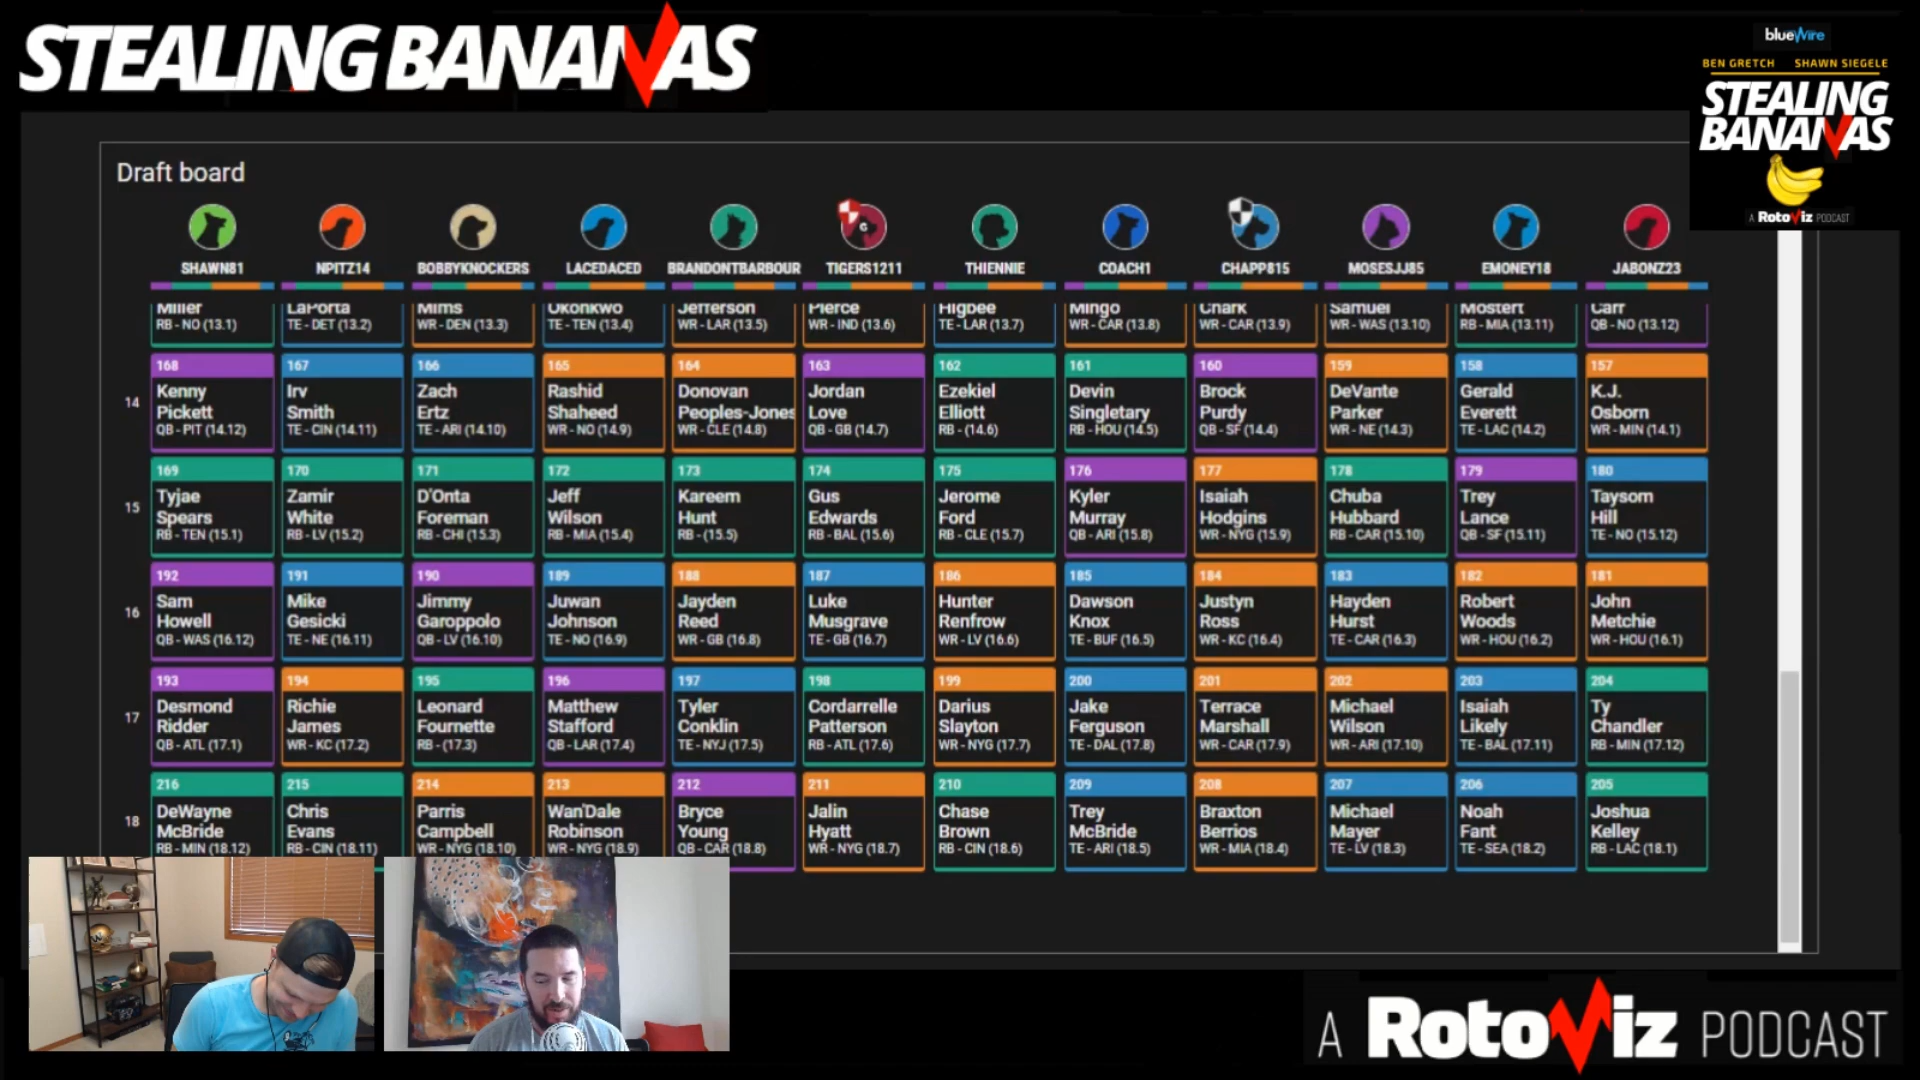 STEALING BANANAS
blueWire
BEN GRETCH SHAWN SIEGELE
STEALING
BANANAS
A RotoViz PODCAST
Draft board
SHAWN81 NPITZ14 BOBBYKNOCKERS LACEDACED BRANDONTBARBOUR TIGERS1211 THIENNIE COACH1 CHAPP815 MOSESJJ85 EMONEY18 JABONZ23
Miller LaPorta Mims Okonkwo Jefferson Pierce Higbee Mingo Chark Samuel Mostert Carr
RB - NO (13.1) TE - DET (13.2) WR - DEN (13.3) TE - TEN (13.4) WR - LAR (13.5) WR - IND (13.6) TE - LAR (13.7) WR - CAR (13.8) WR - CAR (13.9) WR - WAS (13.10) RB - MIA (13.11) QB - NO (13.12)
168 167 166 165 164 163 162 161 160 159 158 157
14 Kenny Irv Zach Rashid Donovan Jordan Ezekiel Devin Brock DeVante Gerald K.J.
Pickett Smith Ertz Shaheed Peoples-Jones Love Elliott Singletary Purdy Parker Everett Osborn
QB - PIT (14.12) TE - CIN (14.11) TE - ARI (14.10) WR - NO (14.9) WR - CLE (14.8) QB - GB (14.7) RB - (14.6) RB - HOU (14.5) QB - SF (14.4) WR - NE (14.3) TE - LAC (14.2) WR - MIN (14.1)
169 170 171 172 173 174 175 176 177 178 179 180
15 Tyjae Zamir D'Onta Jeff Kareem Gus Jerome Kyler Isaiah Chuba Trey Taysom
Spears White Foreman Wilson Hunt Edwards Ford Murray Hodgins Hubbard Lance Hill
RB - TEN (15.1) RB - LV (15.2) RB - CHI (15.3) RB - MIA (15.4) RB - (15.5) RB - BAL (15.6) RB - CLE (15.7) QB - ARI (15.8) WR - NYG (15.9) RB - CAR (15.10) QB - SF (15.11) TE - NO (15.12)
192 191 190 189 188 187 186 185 184 183 182 181
16 Sam Mike Jimmy Juwan Jayden Luke Hunter Dawson Justyn Hayden Robert John
Howell Gesicki Garoppolo Johnson Reed Musgrave Renfrow Knox Ross Hurst Woods Metchie
QB - WAS (16.12) TE - NE (16.11) QB - LV (16.10) TE - NO (16.9) WR - GB (16.8) TE - GB (16.7) WR - LV (16.6) TE - BUF (16.5) WR - KC (16.4) TE - CAR (16.3) WR - HOU (16.2) WR - HOU (16.1)
193 194 195 196 197 198 199 200 201 202 203 204
17 Desmond Richie Leonard Matthew Tyler Cordarrelle Darius Jake Terrace Michael Isaiah Ty
Ridder James Fournette Stafford Conklin Patterson Slayton Ferguson Marshall Wilson Likely Chandler
QB - ATL (17.1) WR - KC (17.2) RB - (17.3) QB - LAR (17.4) TE - NYJ (17.5) RB - ATL (17.6) WR - NYG (17.7) TE - DAL (17.8) WR - CAR (17.9) WR - ARI (17.10) TE - BAL (17.11) RB - MIN (17.12)
216 215 214 213 212 211 210 209 208 207 206 205
18 DeWayne Chris Parris Wan'Dale Bryce Jalin Chase Trey Braxton Michael Noah Joshua
McBride Evans Campbell Robinson Young Hyatt Brown McBride Berrios Mayer Fant Kelley
RB - MIN (18.12) RB - CIN (18.11) WR - NYG (18.10) WR - NYG (18.9) QB - CAR (18.8) WR - NYG (18.7) RB - CIN (18.6) TE - ARI (18.5) WR - MIA (18.4) TE - LV (18.3) TE - SEA (18.2) RB - LAC (18.1)
A RotoViz PODCAST